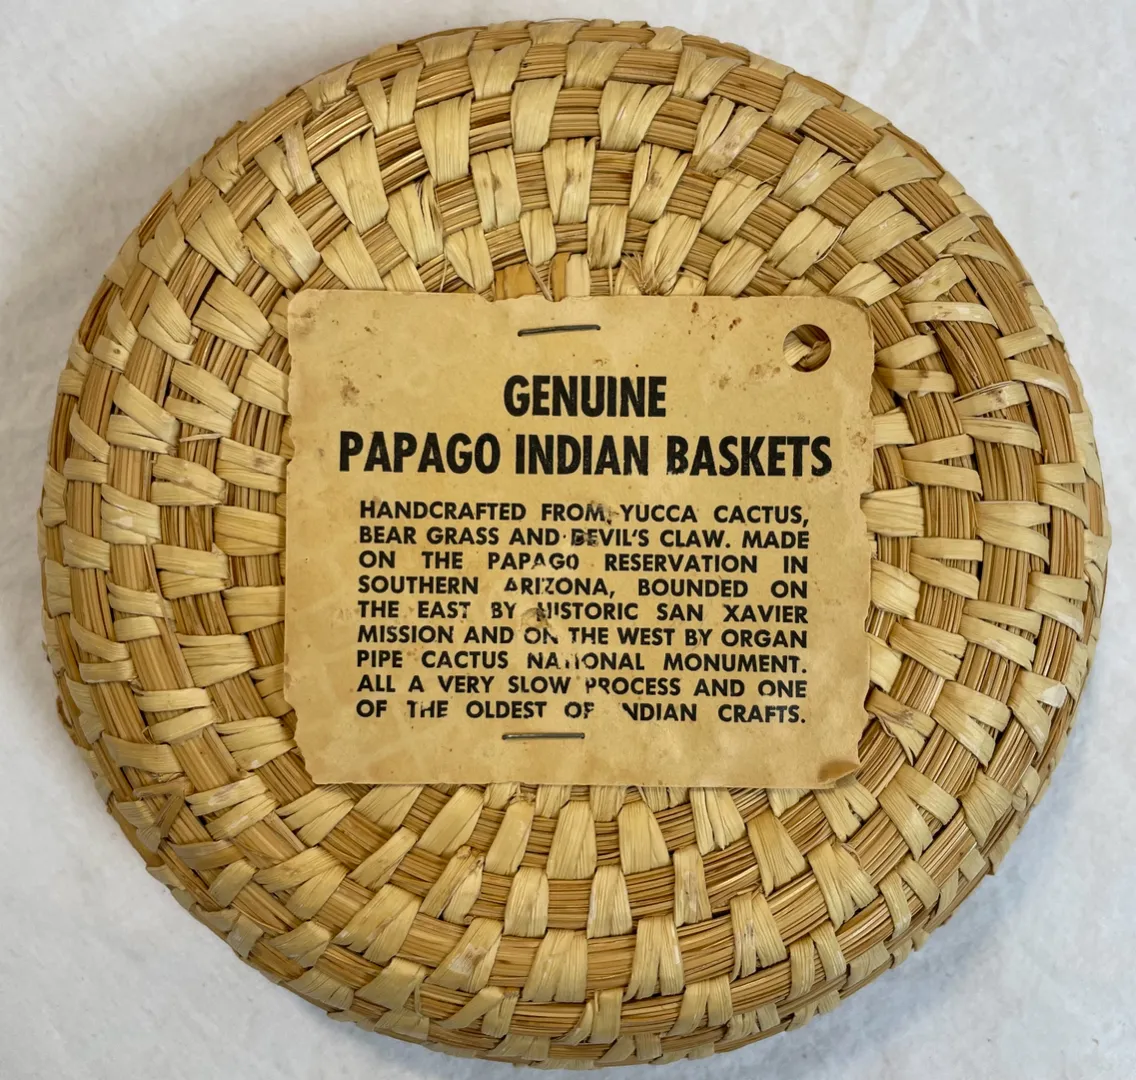 GENUINE
PAPAGO INDIAN BASKETS
HANDCRAFTED FROM, YUCCA CACTUS,
BEAR GRASS AND DEVIL'S CLAW. MADE
ON THE PAPAGO RESERVATION IN
SOUTHERN ARIZONA, BOUNDED ON
THE EAST BY HISTORIC SAN XAVIER
MISSION AND ON THE WEST BY ORGAN
PIPE CACTUS NATIONAL MONUMENT.
ALL A VERY SLOW PROCESS AND ONE
OF THE OLDEST OF INDIAN CRAFTS.